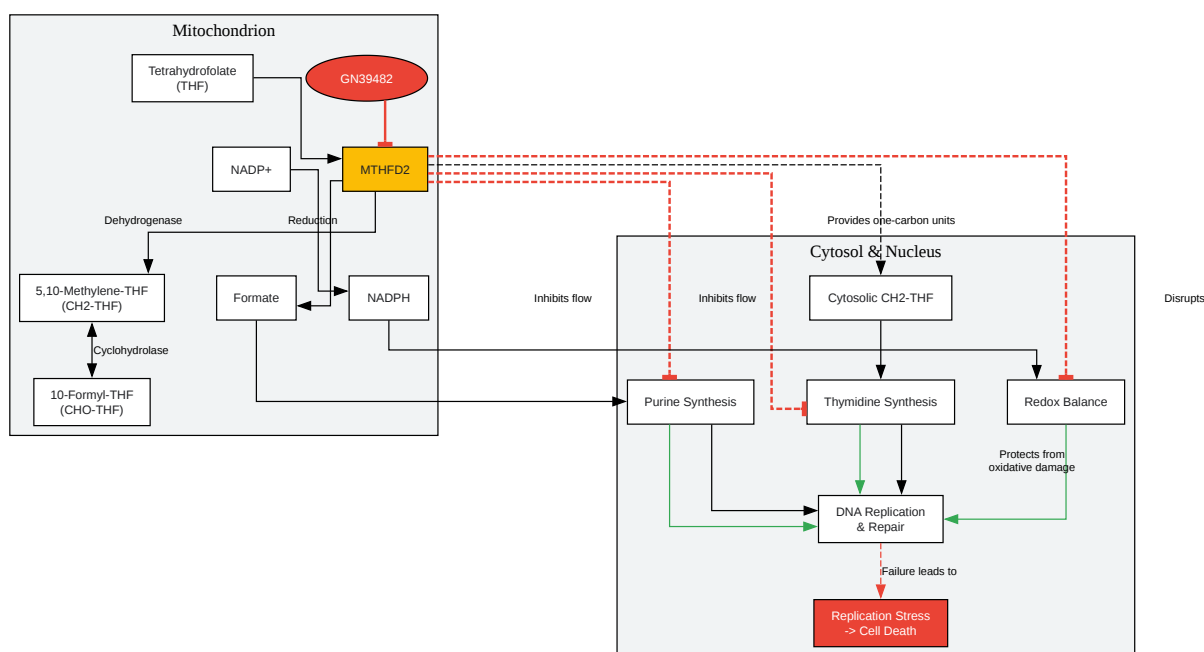 Mitochondrion
Tetrahydrofolate
(THF)
GN39482
NADP+
MTHFD2
Dehydrogenase
Reduction
Provides one-carbon units
Cytosol & Nucleus
5,10-Methylene-THF
(CH2-THF)
Formate
NADPH
Inhibits flow
Inhibits flow
Cytosolic CH2-THF
Disrupts
Cyclohydrolase
10-Formyl-THF
(CHO-THF)
Purine Synthesis
Thymidine Synthesis
Redox Balance
Protects from
oxidative damage
DNA Replication
& Repair
Failure leads to
Replication Stress
-> Cell Death